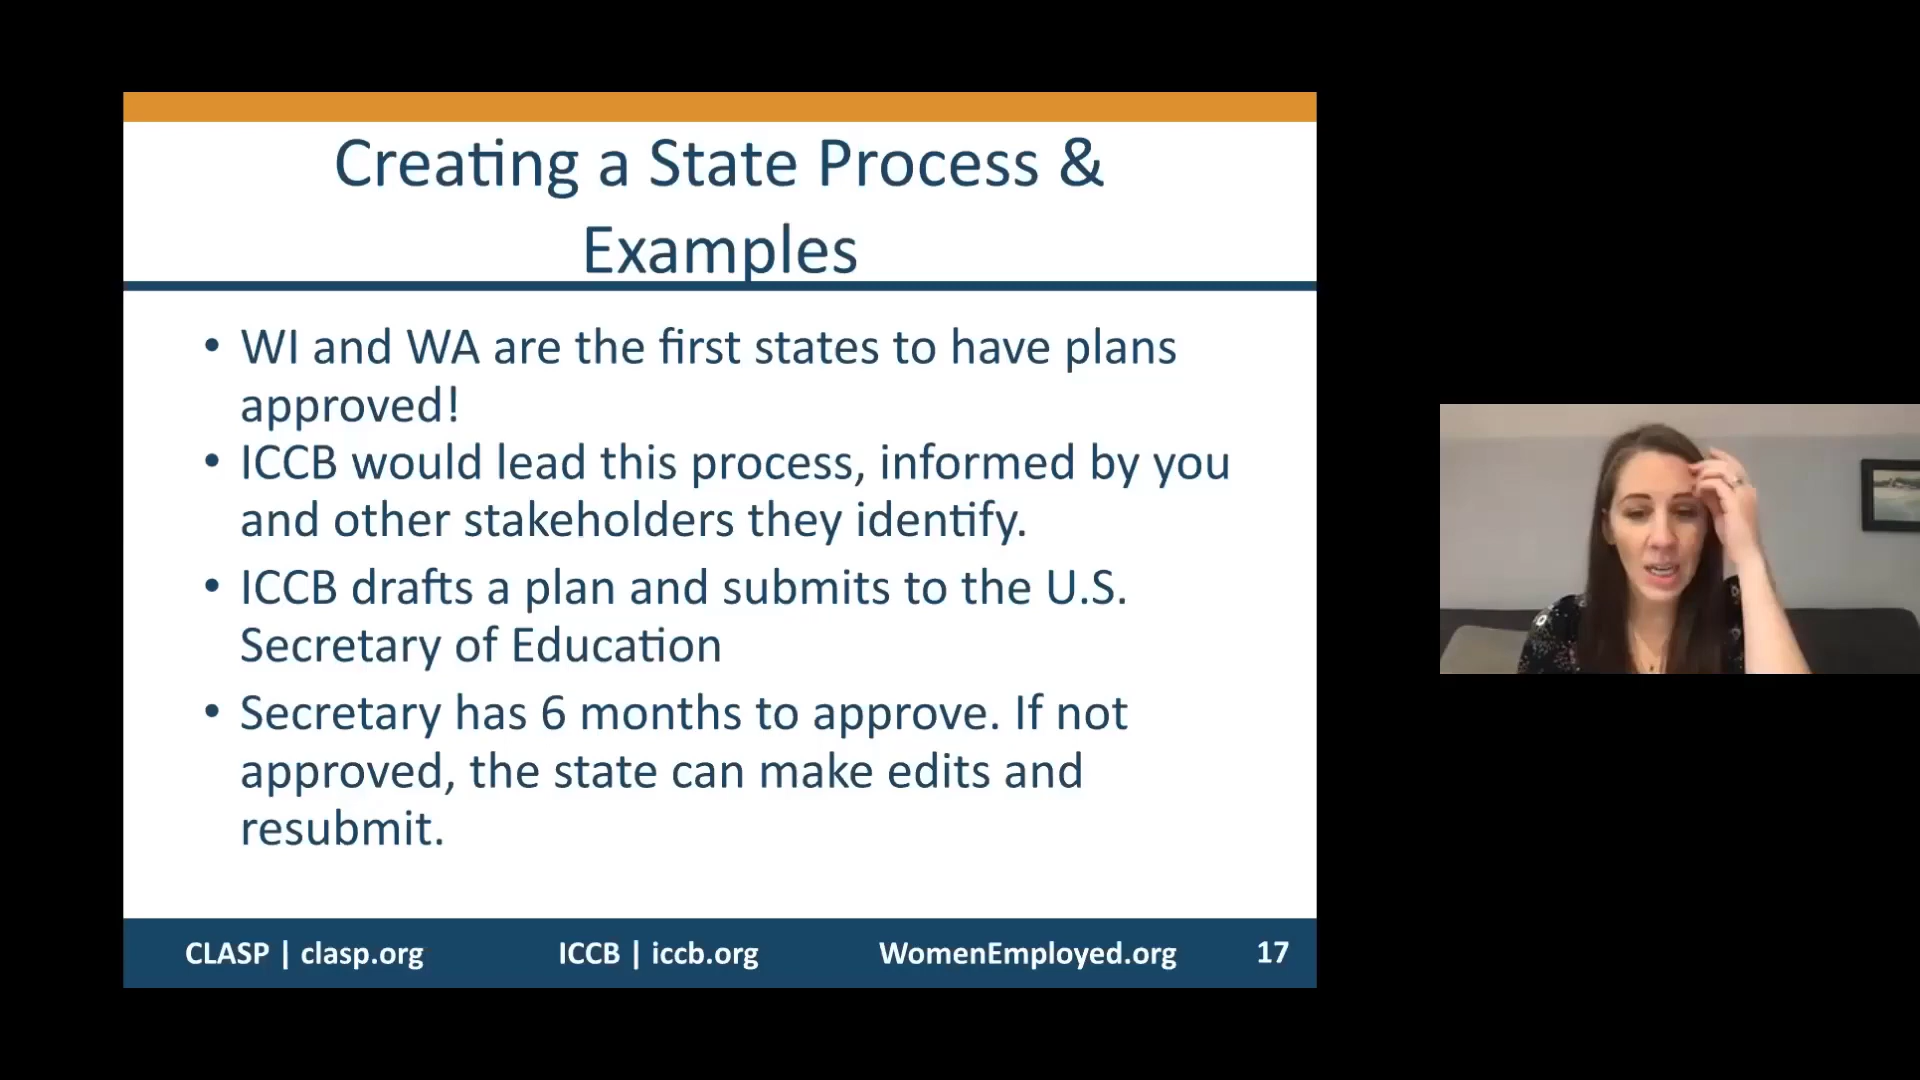 Creating a State Process &
Examples
• WI and WA are the first states to have plans
approved!
• ICCB would lead this process, informed by you
and other stakeholders they identify.
• ICCB drafts a plan and submits to the U.S.
Secretary of Education
• Secretary has 6 months to approve. If not
approved, the state can make edits and
resubmit.
CLASP | clasp.org ICCB | iccb.org WomenEmployed.org 17